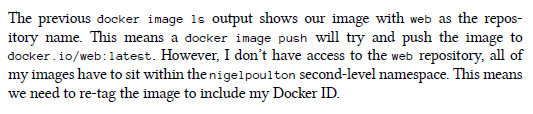 The previous docker image ls output shows our image with web as the repos-
itory name. This means a docker image push will try and push the image to
docker.io/web:latest. However, I don’t have access to the web repository, all of
my images have to sit within the nigelpoulton second-level namespace. This means
we need to re-tag the image to include my Docker ID.